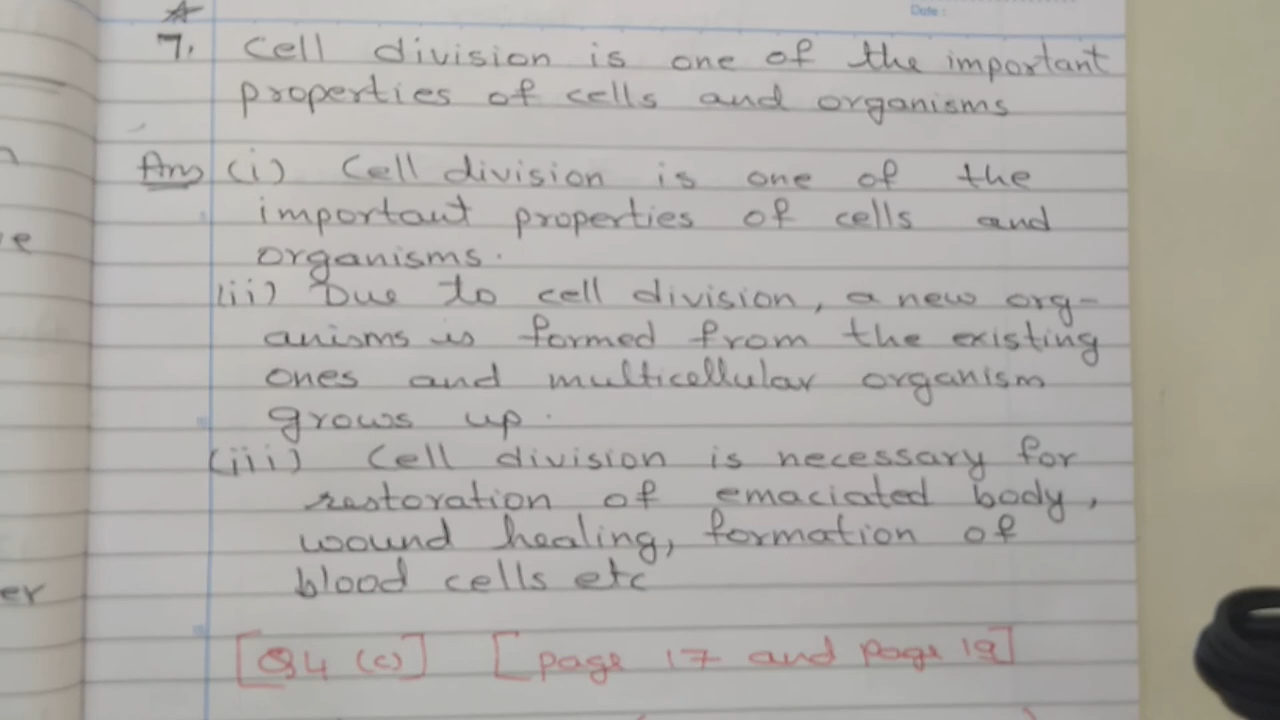 Date :
7. Cell division is one of the important
properties of cells and organisms
Ans (i) Cell division is one of the
important properties of cells and
organisms.
(ii) Due to cell division, a new org-
anisms is formed from the existing
ones and multicellular organism
grows up.
(iii) Cell division is necessary for
restoration of emaciated body,
wound healing, formation of
blood cells etc
[Q4 (c)] [page 17 and page 19]
e
er